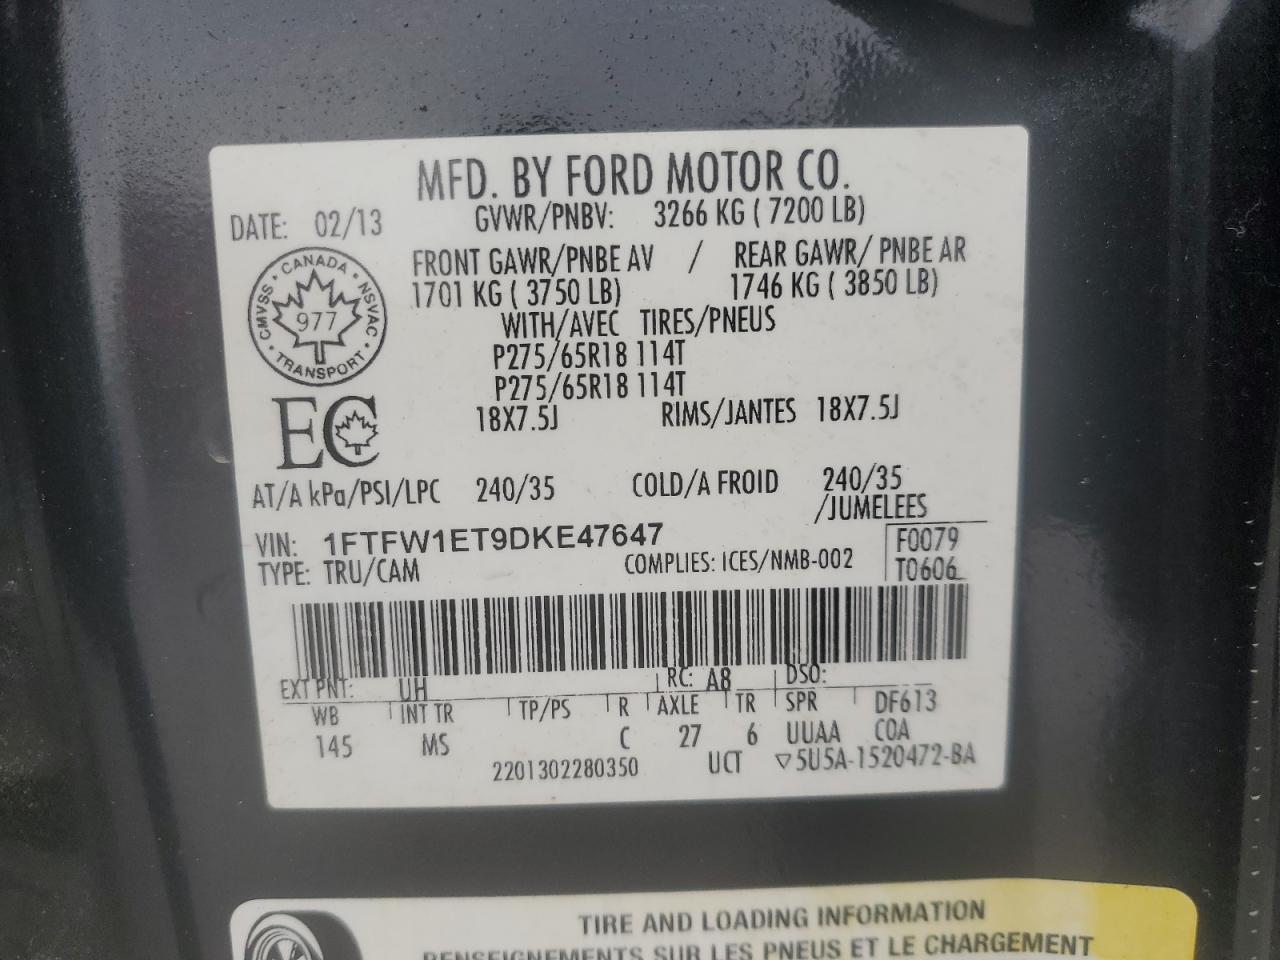 MFD. BY FORD MOTOR CO.
DATE: 02/13 GVWR/PNBV: 3266 KG ( 7200 LB)
FRONT GAWR/PNBE AV / REAR GAWR/ PNBE AR
1701 KG ( 3750 LB) 1746 KG ( 3850 LB)
WITH/AVEC TIRES/PNEUS
P275/65R18 114T
P275/65R18 114T
18X7.5J RIMS/JANTES 18X7.5J
CANADA
CMVSS NSVAC
977
TRANSPORT
EC
AT/A kPa/PSI/LPC 240/35 COLD/A FROID 240/35
/JUMELEES
VIN: 1FTFW1ET9DKE47647 F0079
TYPE: TRU/CAM COMPLIES: ICES/NMB-002 T0606
EXT PNT: UH RC: A8 DSO:
WB INT TR TP/PS R AXLE TR SPR DF613
145 MS C 27 6 UUAA COA
2201302280350 UCT ▽5U5A-1520472-BA
TIRE AND LOADING INFORMATION
RENSEIGNEMENTS SUR LES PNEUS ET LE CHARGEMENT